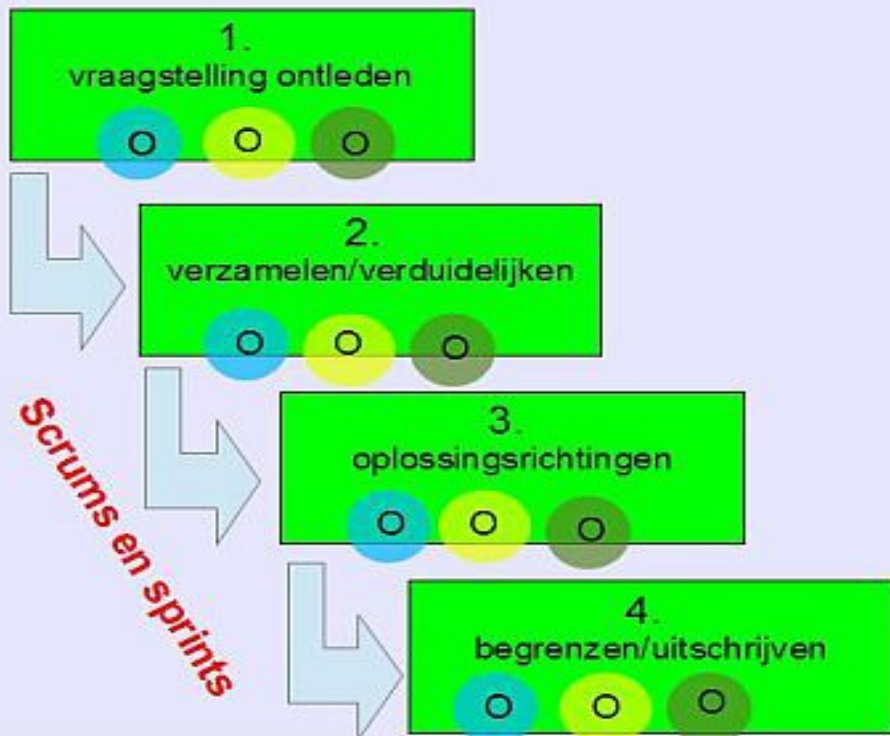 1.
vraagstelling ontleden
O O O
2.
verzamelen/verduidelijken
O O O
Scrums en sprints
3.
oplossingsrichtingen
O O O
4.
begrenzen/uitschrijven
O O O